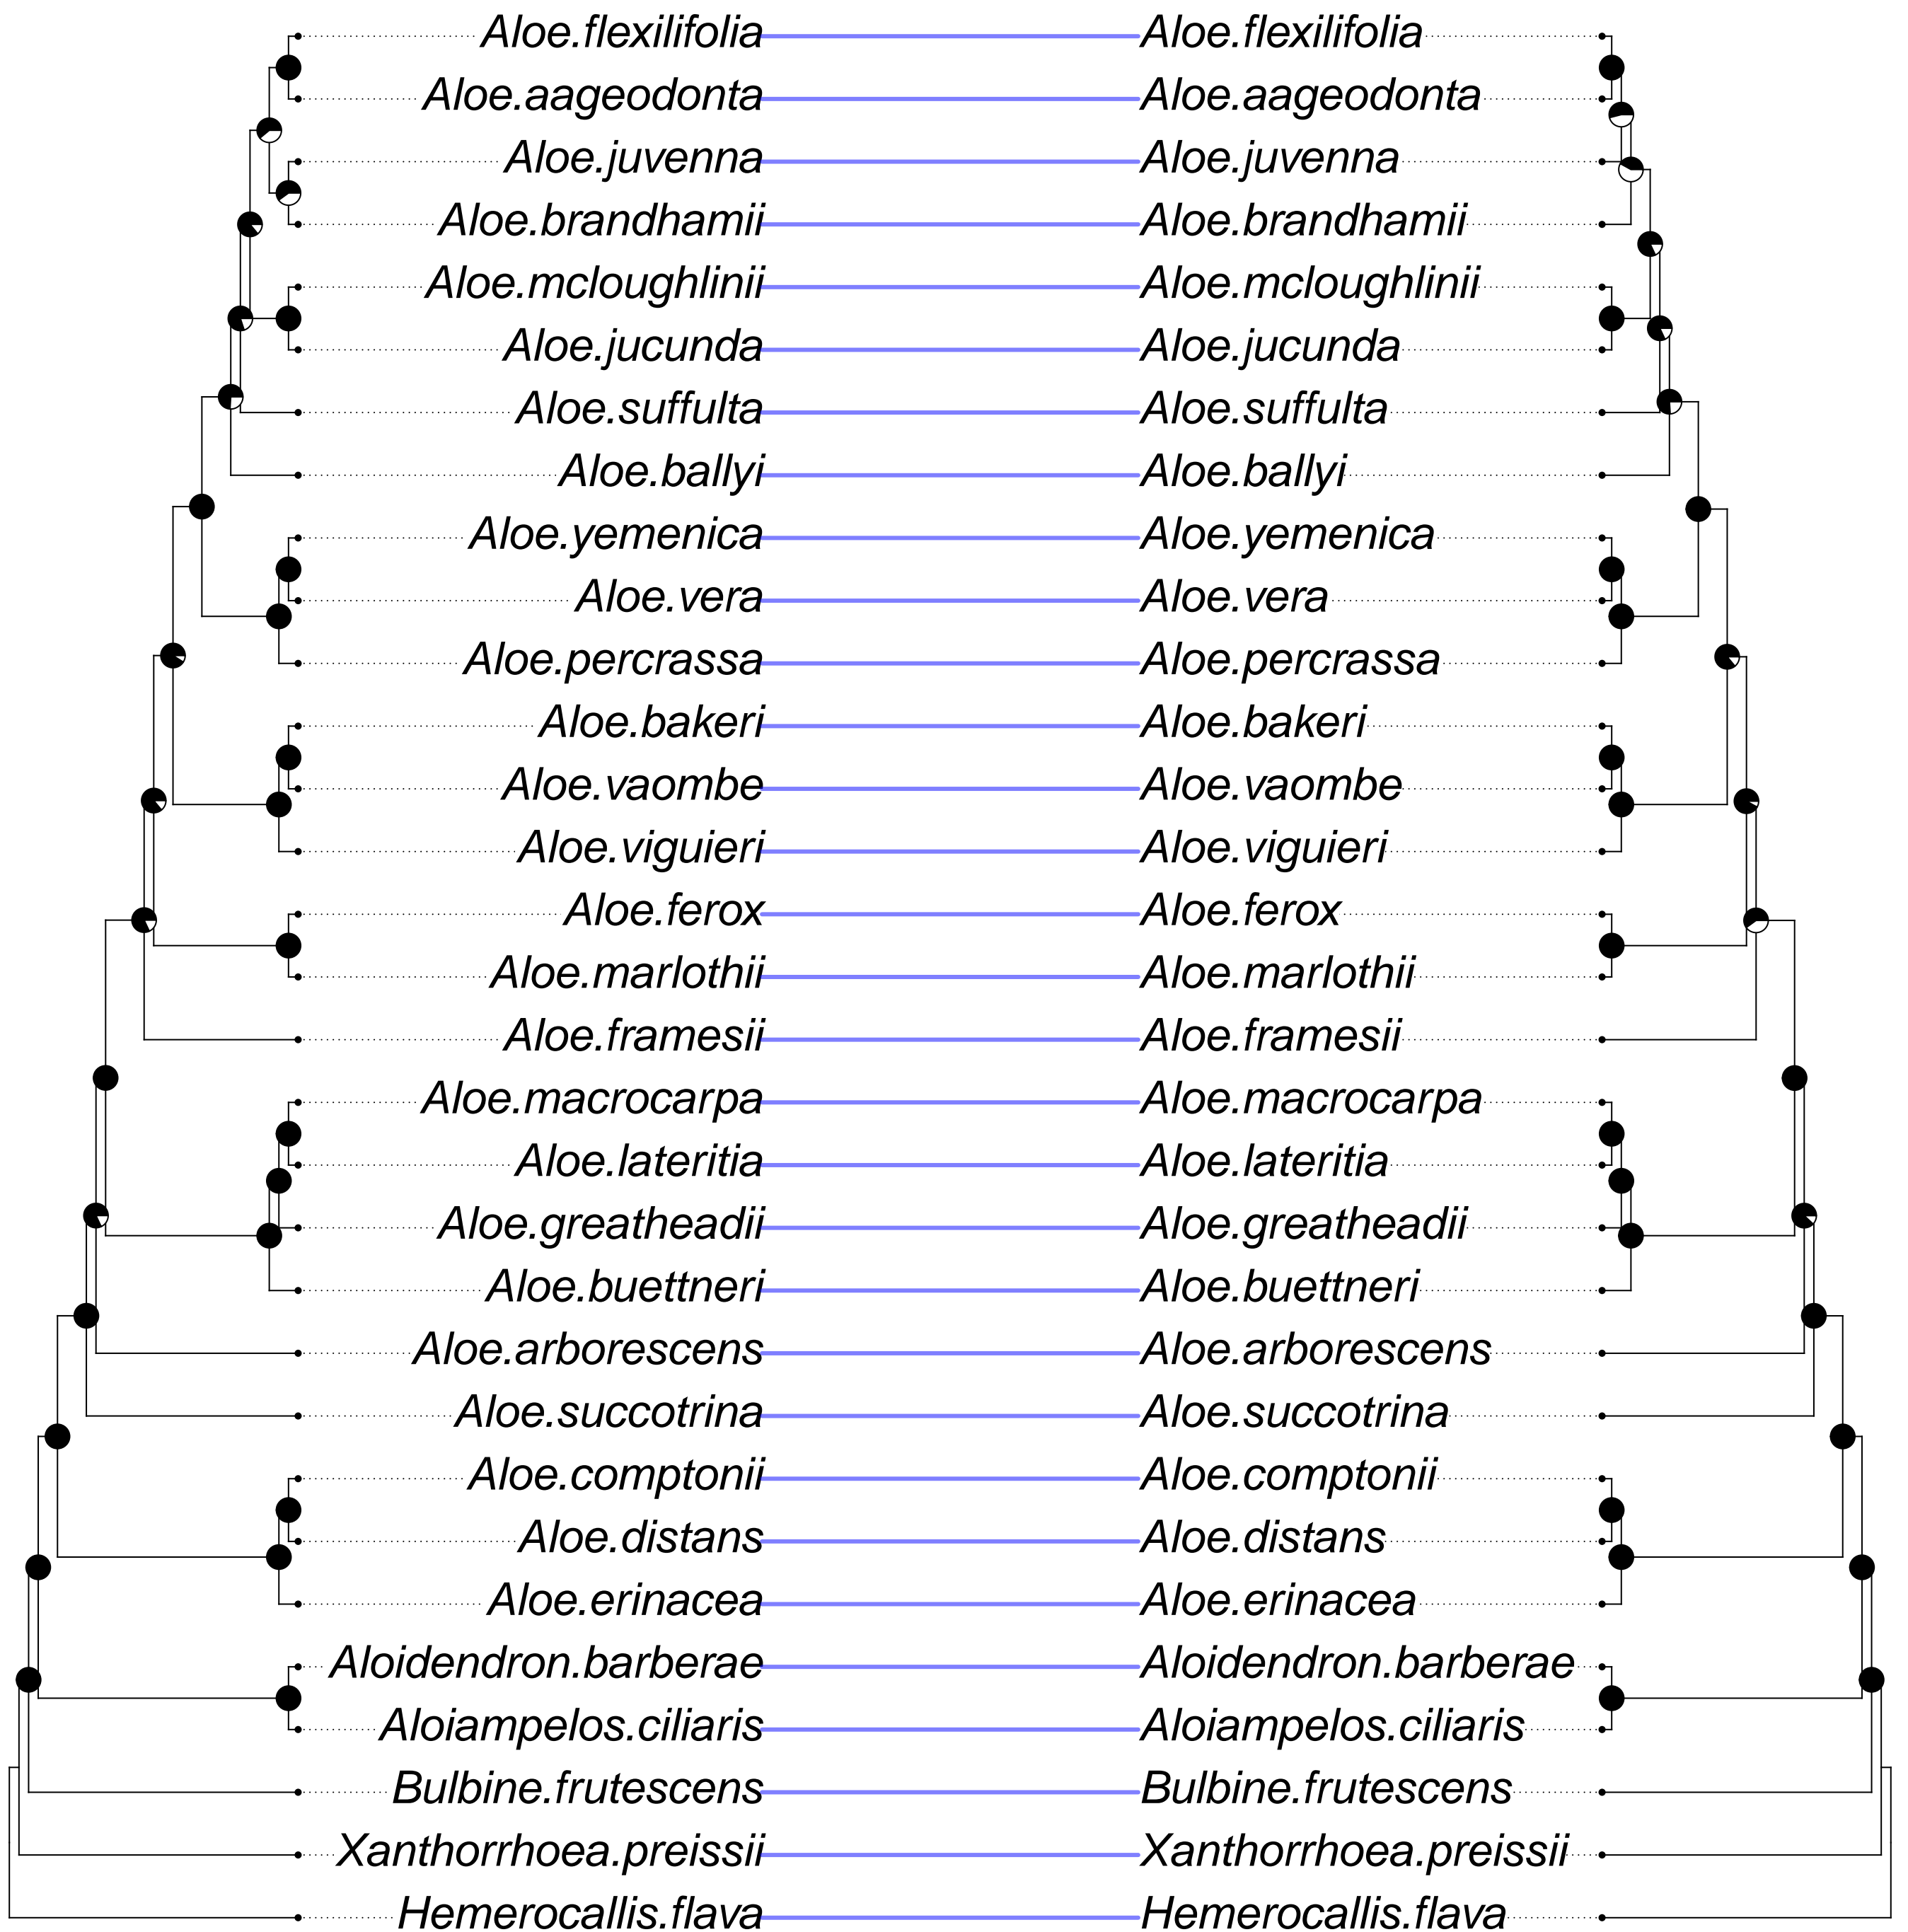 Aloe.flexilifolia Aloe.flexilifolia
Aloe.aageodonta Aloe.aageodonta
Aloe.juvenna Aloe.juvenna
Aloe.brandhamii Aloe.brandhamii
Aloe.mcloughlinii Aloe.mcloughlinii
Aloe.jucunda Aloe.jucunda
Aloe.suffulta Aloe.suffulta
Aloe.ballyi Aloe.ballyi
Aloe.yemenica Aloe.yemenica
Aloe.vera Aloe.vera
Aloe.percrassa Aloe.percrassa
Aloe.bakeri Aloe.bakeri
Aloe.vaombe Aloe.vaombe
Aloe.viguieri Aloe.viguieri
Aloe.ferox Aloe.ferox
Aloe.marlothii Aloe.marlothii
Aloe.framesii Aloe.framesii
Aloe.macrocarpa Aloe.macrocarpa
Aloe.lateritia Aloe.lateritia
Aloe.greatheadii Aloe.greatheadii
Aloe.buettneri Aloe.buettneri
Aloe.arborescens Aloe.arborescens
Aloe.succotrina Aloe.succotrina
Aloe.comptonii Aloe.comptonii
Aloe.distans Aloe.distans
Aloe.erinacea Aloe.erinacea
Aloidendron.barberae Aloidendron.barberae
Aloiampelos.ciliaris Aloiampelos.ciliaris
Bulbine.frutescens Bulbine.frutescens
Xanthorrhoea.preissii Xanthorrhoea.preissii
Hemerocallis.flava Hemerocallis.flava